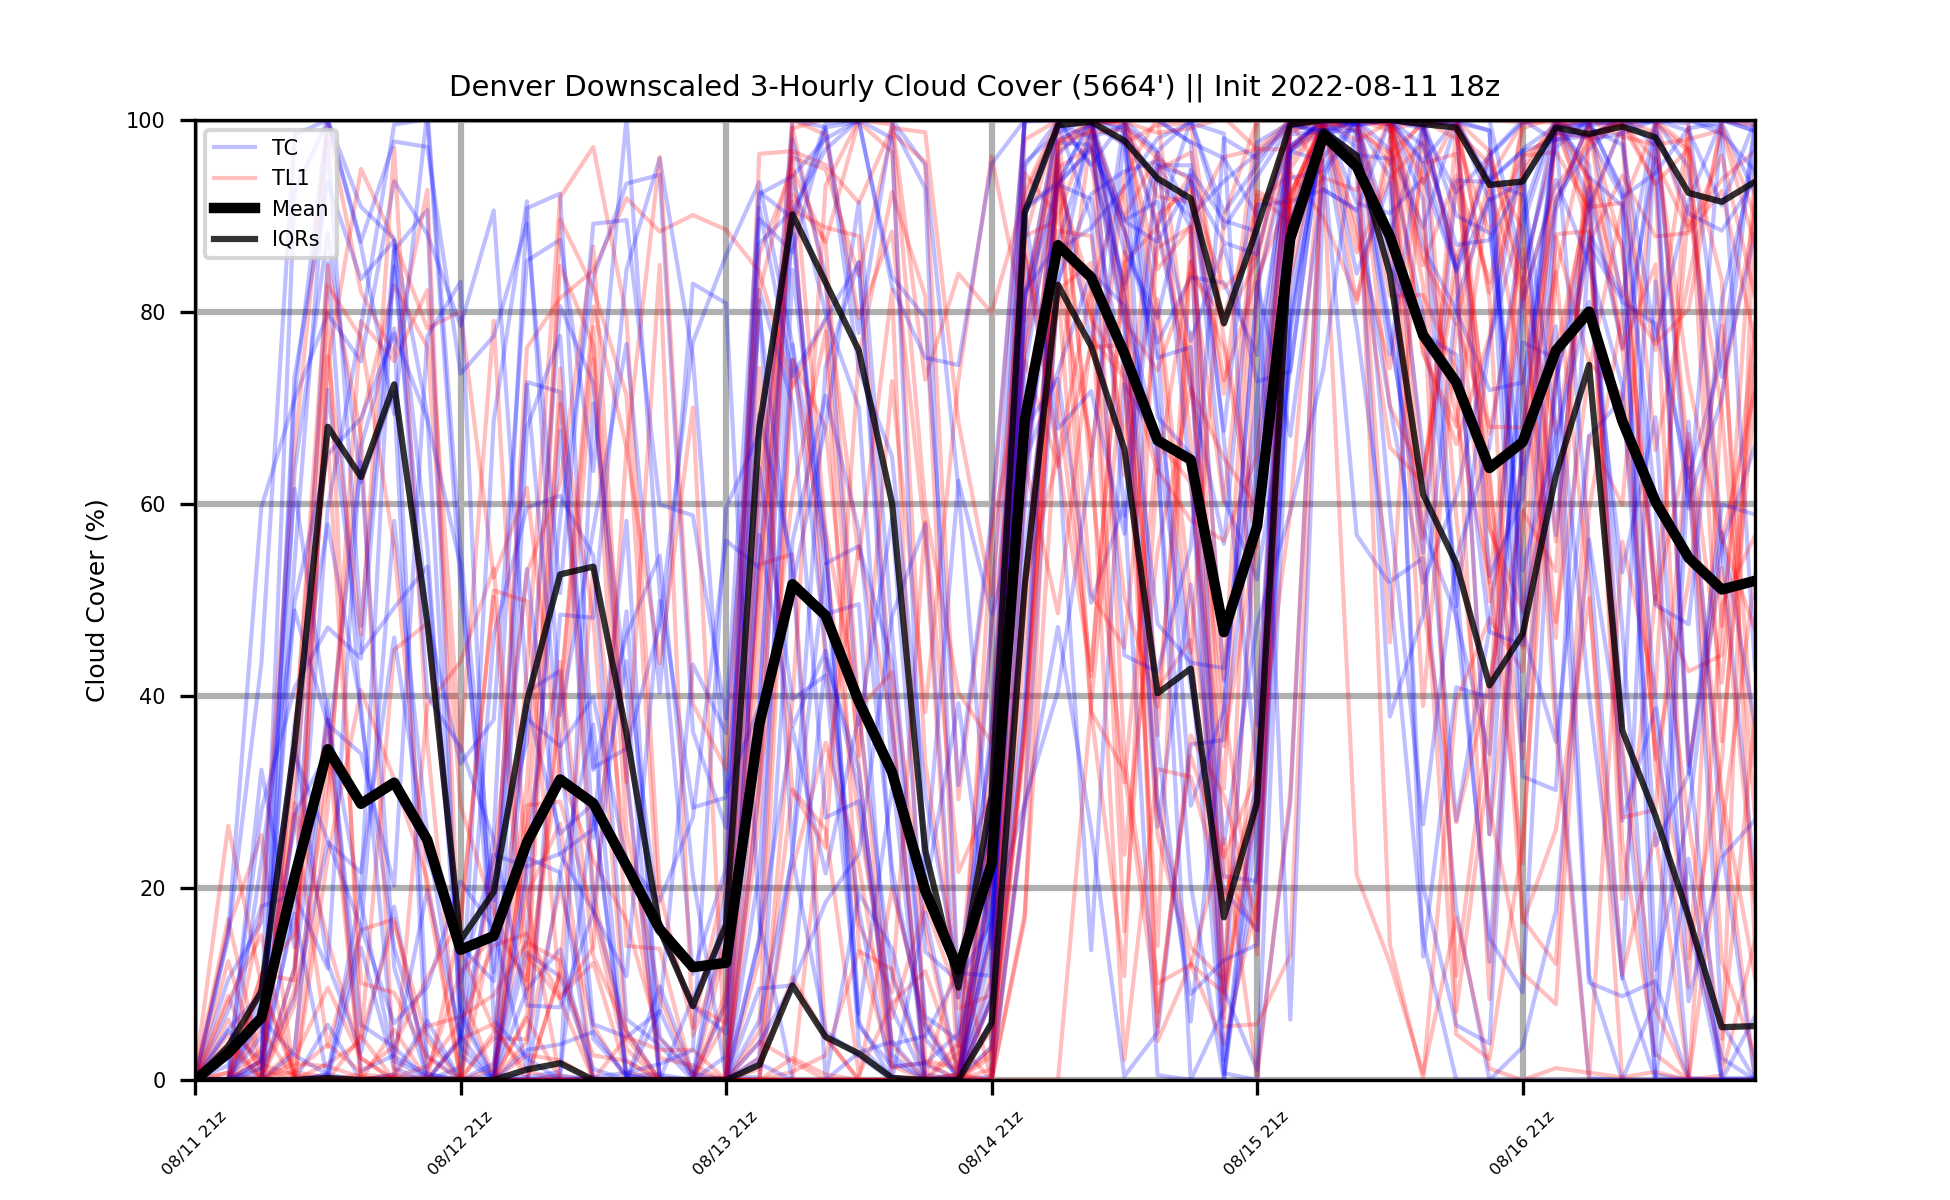 Denver Downscaled 3-Hourly Cloud Cover (5664') || Init 2022-08-11 18z
100
80
60
40
20
0
Cloud Cover (%)
TC
TL1
Mean
IQRs
08/11 21z
08/12 21z
08/13 21z
08/14 21z
08/15 21z
08/16 21z